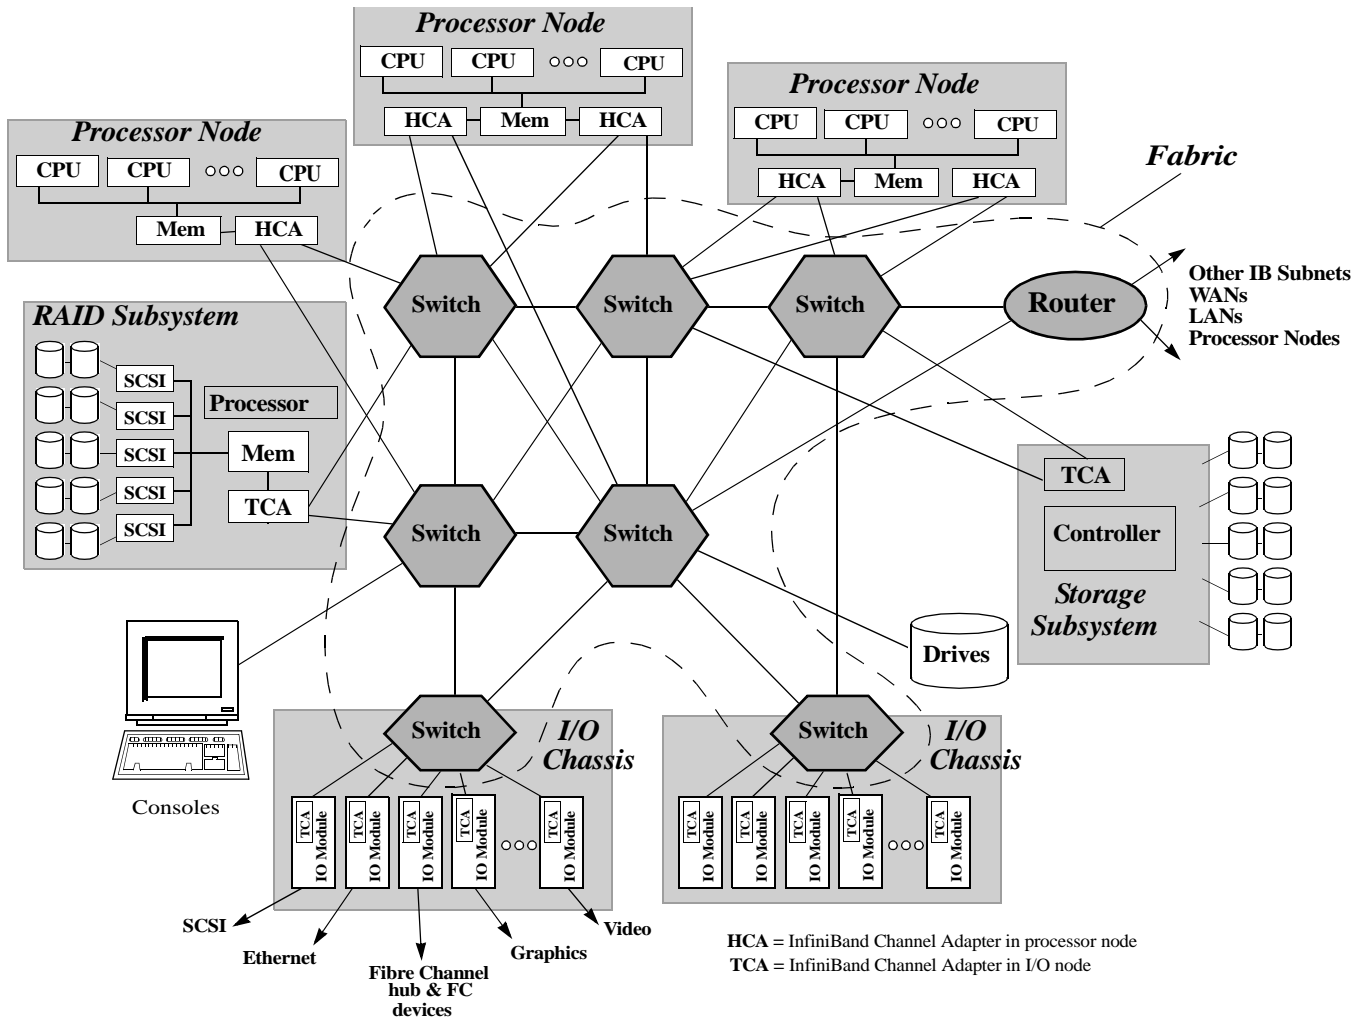 Processor Node
CPU
CPU
CPU
HCA
Mem
HCA
Processor Node
CPU
CPU
CPU
HCA
Mem
HCA
Processor Node
CPU
CPU
CPU
Mem
HCA
Fabric
Switch
Switch
Switch
Router
Other IB Subnets
WANs
LANs
Processor Nodes
RAID Subsystem
SCSI
SCSI
SCSI
SCSI
SCSI
Processor
Mem
TCA
Switch
Switch
TCA
Controller
Storage
Subsystem
Drives
Consoles
Switch
I/O
Chassis
TCA
IO Module
TCA
IO Module
TCA
IO Module
TCA
IO Module
TCA
IO Module
SCSI
Ethernet
Fibre Channel
hub & FC
devices
Graphics
Video
Switch
I/O
Chassis
TCA
IO Module
TCA
IO Module
TCA
IO Module
TCA
IO Module
TCA
IO Module
HCA = InfiniBand Channel Adapter in processor node
TCA = InfiniBand Channel Adapter in I/O node